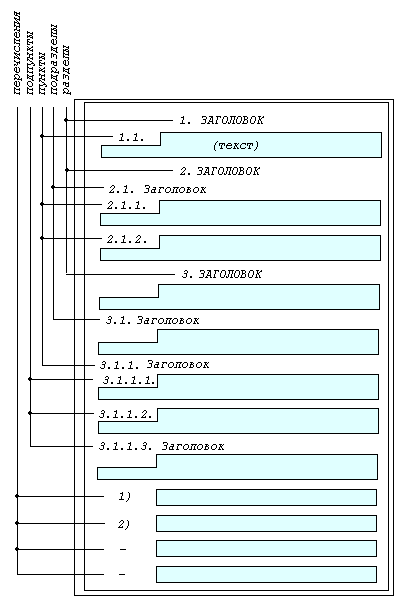 перечисления
подпункты
пункты
подразделы
разделы
1. ЗАГОЛОВОК
1.1.
(текст)
2. ЗАГОЛОВОК
2.1. Заголовок
2.1.1.
2.1.2.
3. ЗАГОЛОВОК
3.1. Заголовок
3.1.1. Заголовок
3.1.1.1.
3.1.1.2.
3.1.1.3. Заголовок
1)
2)
–
–